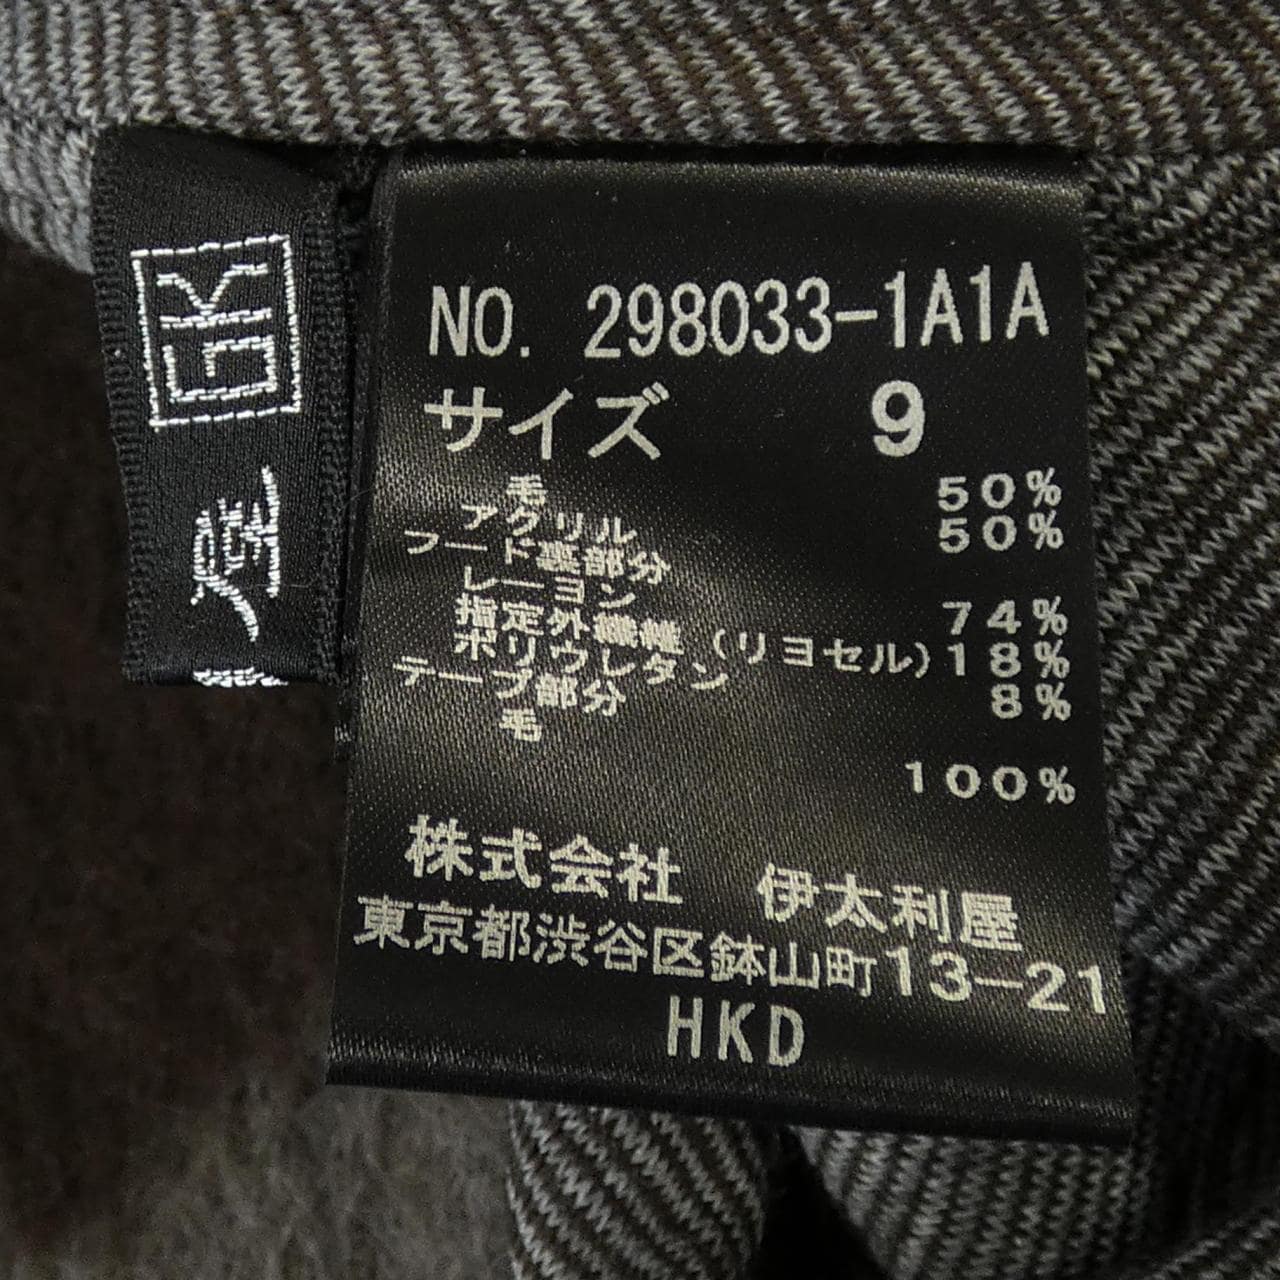 GK
屋
NO. 298033-1A1A
サイズ 9
毛 50%
アクリル 50%
フード裏部分
レーヨン 74%
指定外繊維(リヨセル)18%
ポリウレタン 8%
テープ部分
毛 100%
株式会社 伊太利屋
東京都渋谷区鉢山町13-21
HKD